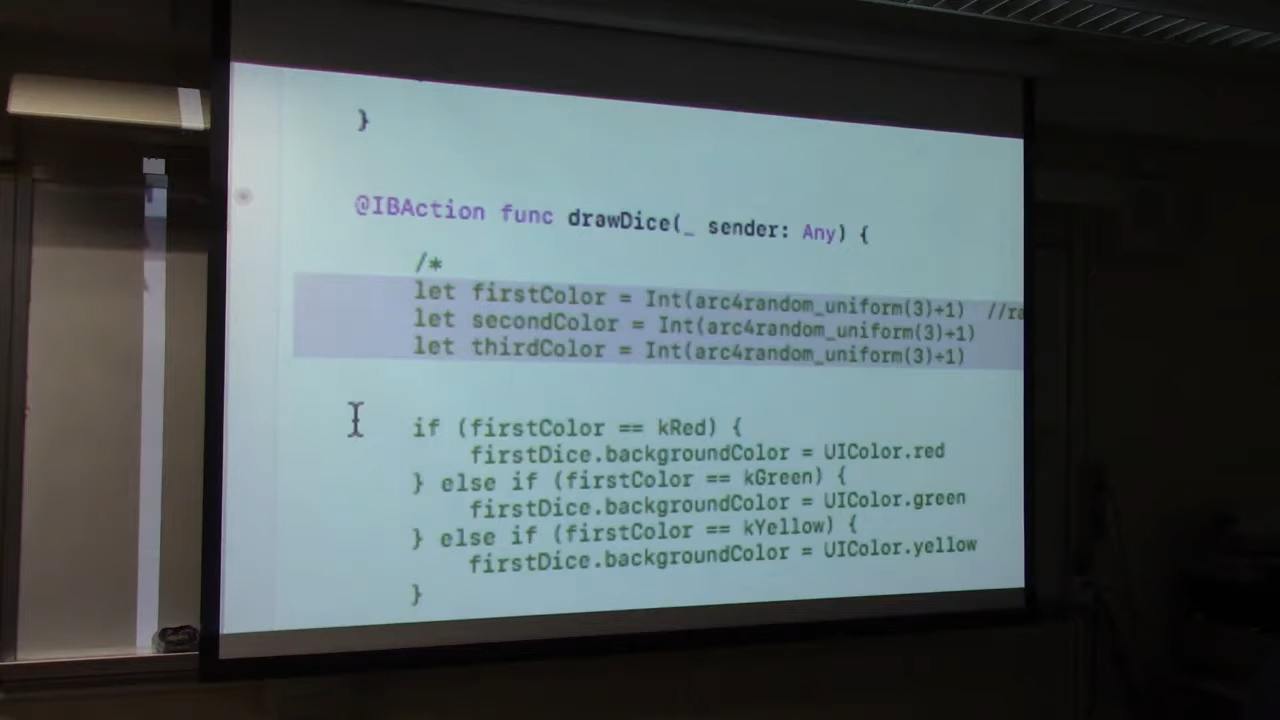 }
@IBAction func drawDice(_ sender: Any) {
/*
let firstColor = Int(arc4random_uniform(3)+1) //ra
let secondColor = Int(arc4random_uniform(3)+1)
let thirdColor = Int(arc4random_uniform(3)+1)
if (firstColor == kRed) {
firstDice.backgroundColor = UIColor.red
} else if (firstColor == kGreen) {
firstDice.backgroundColor = UIColor.green
} else if (firstColor == kYellow) {
firstDice.backgroundColor = UIColor.yellow
}